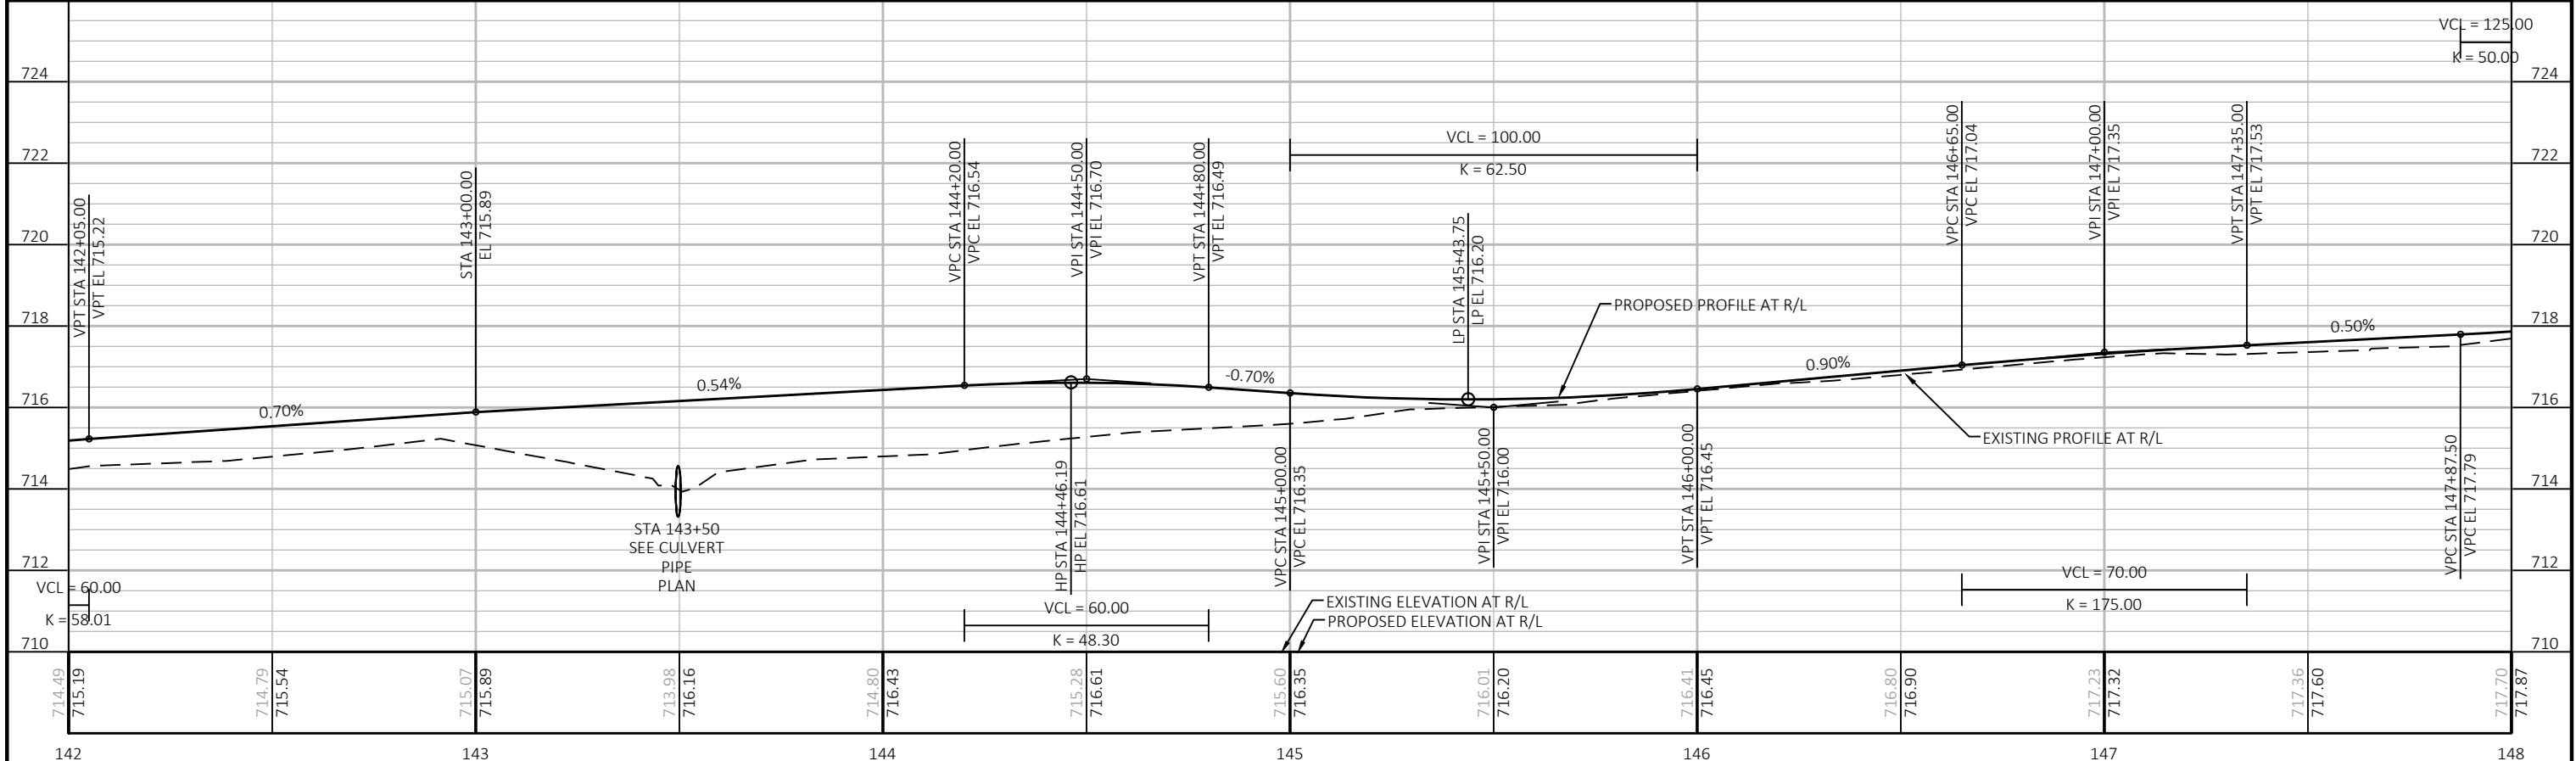 VCL = 125.00
K = 50.00
724
724
722
722
720
720
718
718
716
716
714
714
712
712
710
710
VPT STA 142+05.00
VPT EL 715.22
STA 143+00.00
EL 715.89
VPC STA 144+20.00
VPC EL 716.54
VPI STA 144+50.00
VPI EL 716.70
VPT STA 144+80.00
VPT EL 716.49
VCL = 100.00
K = 62.50
LP STA 145+43.75
LP EL 716.20
VPC STA 146+65.00
VPC EL 717.04
VPI STA 147+00.00
VPI EL 717.35
VPT STA 147+35.00
VPT EL 717.53
PROPOSED PROFILE AT R/L
0.70%
0.54%
-0.70%
0.90%
0.50%
EXISTING PROFILE AT R/L
STA 143+50
SEE CULVERT
PIPE
PLAN
HP STA 144+46.19
HP EL 716.61
VPC STA 145+00.00
VPC EL 716.35
VPI STA 145+50.00
VPI EL 716.00
VPT STA 146+00.00
VPT EL 716.45
VPC STA 147+87.50
VPC EL 717.79
VCL = 60.00
K = 58.01
VCL = 60.00
K = 48.30
EXISTING ELEVATION AT R/L
PROPOSED ELEVATION AT R/L
VCL = 70.00
K = 175.00
714.49
715.19
714.79
715.54
715.07
715.89
713.98
716.16
714.80
716.43
715.28
716.61
715.60
716.35
716.01
716.20
716.41
716.45
716.80
716.90
717.23
717.32
717.36
717.60
717.70
717.87
142
143
144
145
146
147
148